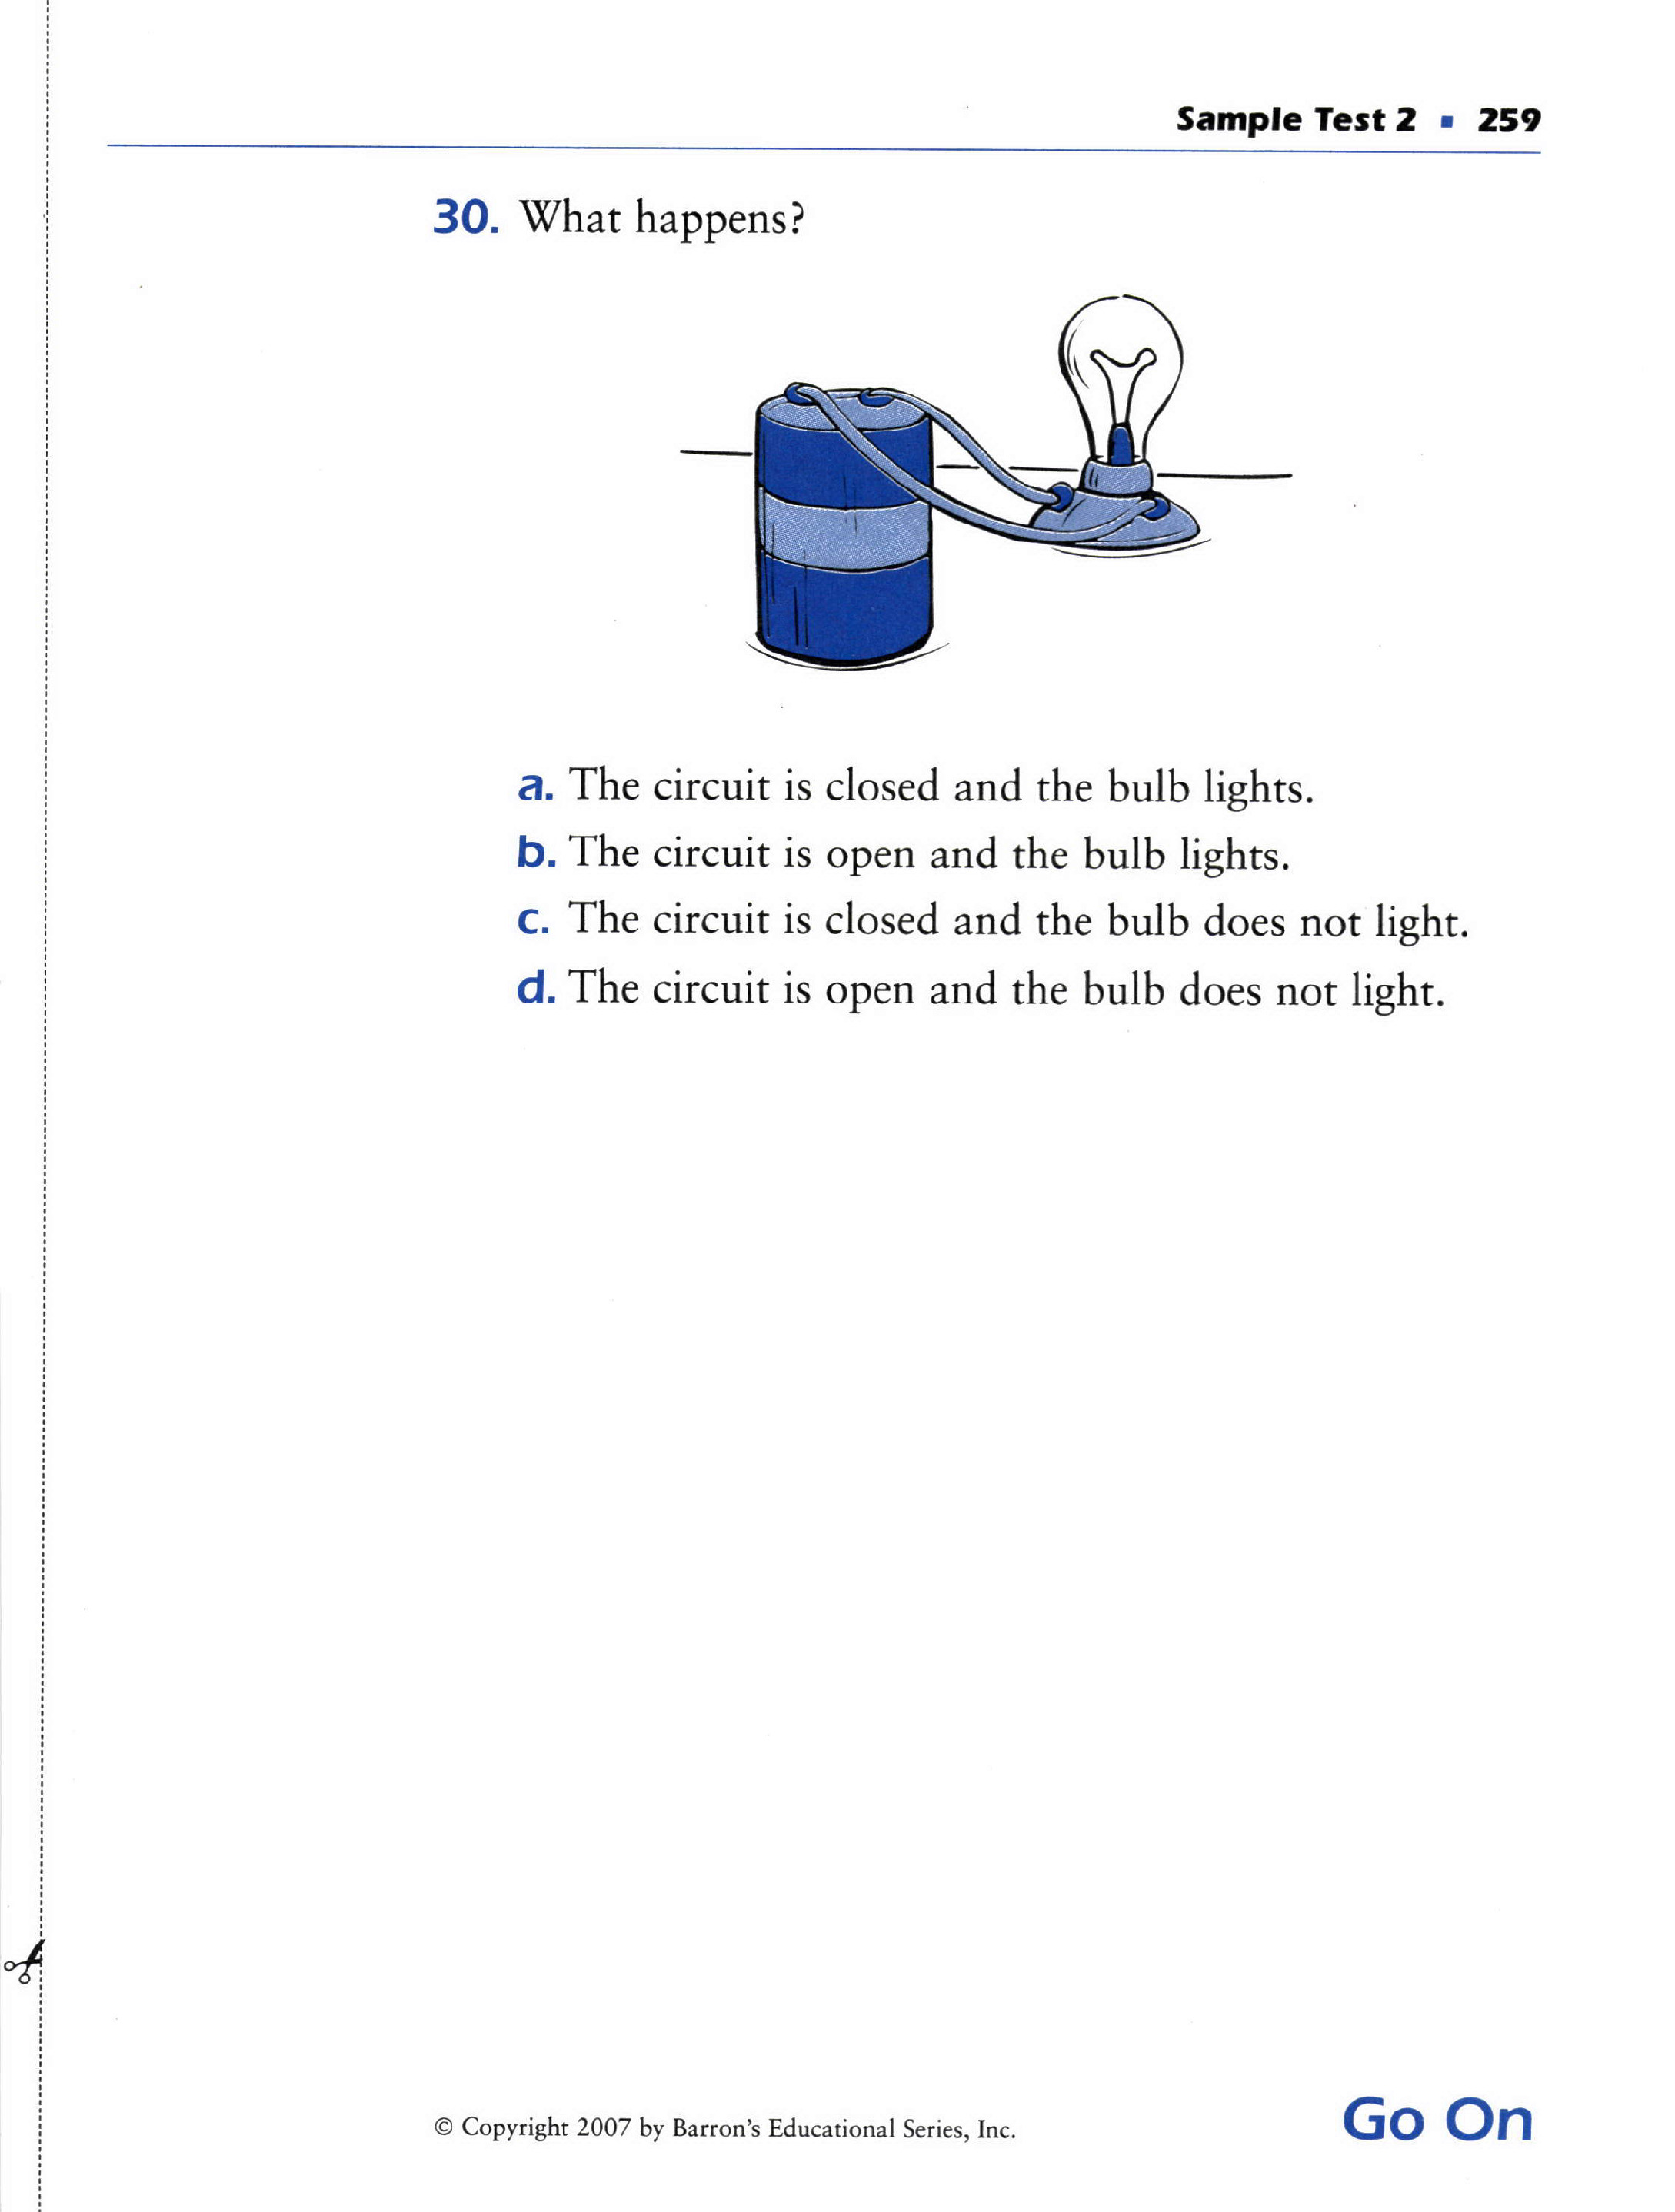 Sample Test 2 ▪ 259
30. What happens?
a. The circuit is closed and the bulb lights.
b. The circuit is open and the bulb lights.
c. The circuit is closed and the bulb does not light.
d. The circuit is open and the bulb does not light.
© Copyright 2007 by Barron's Educational Series, Inc.
Go On